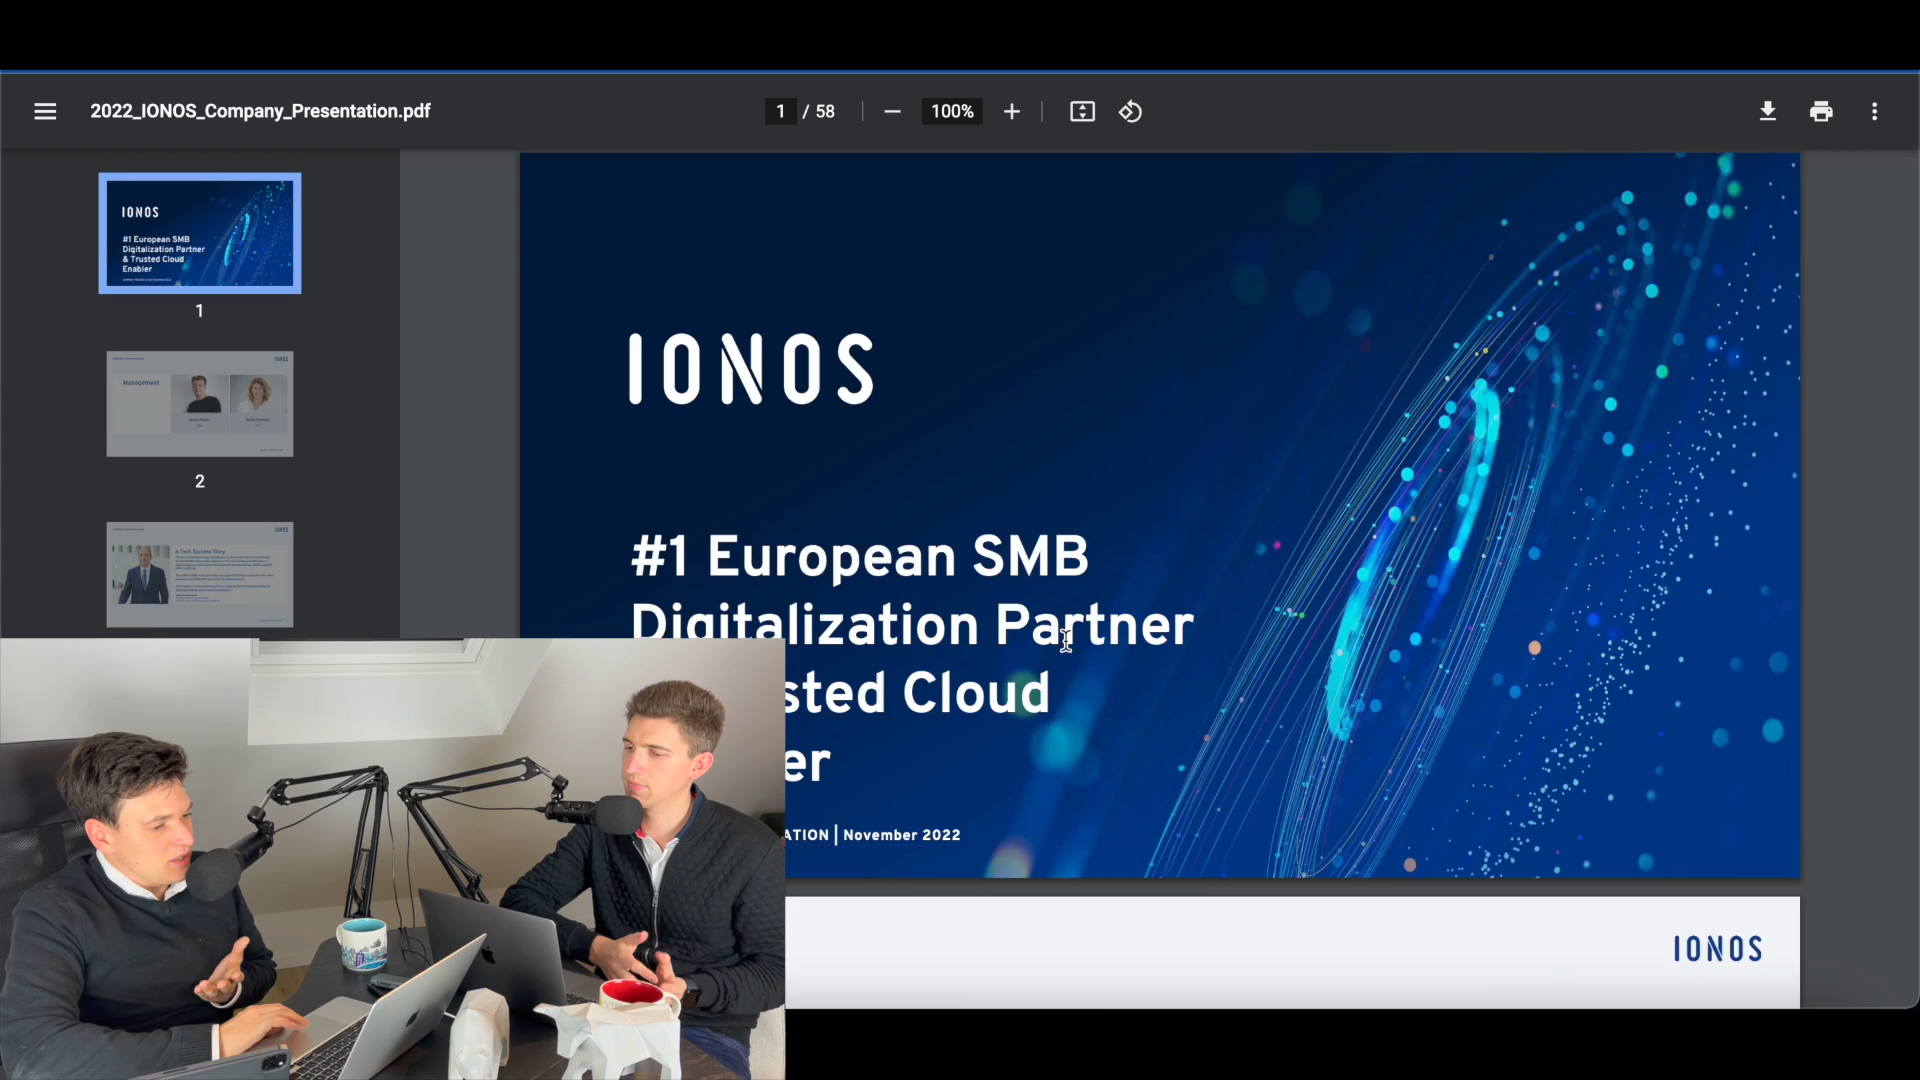 2022_IONOS_Company_Presentation.pdf
1 / 58
100%
IONOS
#1 European SMB
Digitalization Partner
& Trusted Cloud
Enabler
1
Management
2
A Tech Success Story
IONOS
#1 European SMB
Digitalization Partner
sted Cloud
er
ATION | November 2022
IONOS